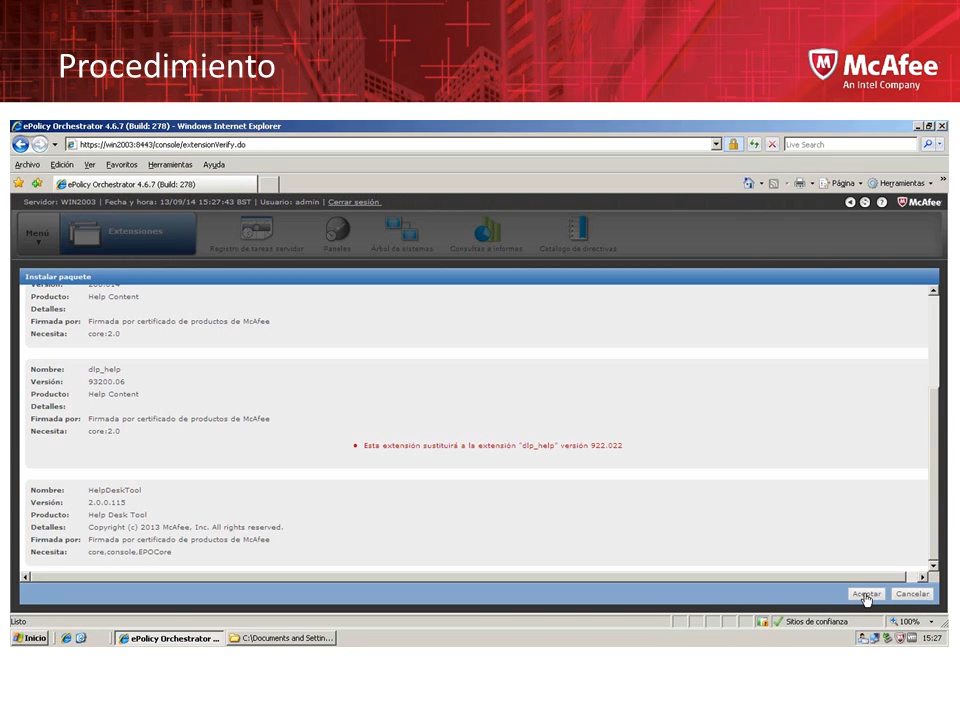 Procedimiento
McAfee
An Intel Company
ePolicy Orchestrator 4.6.7 (Build: 278) - Windows Internet Explorer
https://win2003:8443/console/extensionVerify.do
Live Search
Archivo Edición Ver Favoritos Herramientas Ayuda
ePolicy Orchestrator 4.6.7 (Build: 278)
Página Herramientas »
Servidor: WIN2003 | Fecha y hora: 13/09/14 15:27:43 BST | Usuario: admin | Cerrar sesión
McAfee
Menú
Extensiones
Registro de tareas servidor Paneles Árbol de sistemas Consultas e informes Catálogo de directivas
Instalar paquete
Versión:
Producto: Help Content
Detalles:
Firmada por: Firmada por certificado de productos de McAfee
Necesita: core:2.0
Nombre: dlp_help
Versión: 93200.06
Producto: Help Content
Detalles:
Firmada por: Firmada por certificado de productos de McAfee
Necesita: core:2.0
• Esta extensión sustituirá a la extensión "dlp_help" versión 922.022
Nombre: HelpDeskTool
Versión: 2.0.0.115
Producto: Help Desk Tool
Detalles: Copyright (c) 2013 McAfee, Inc. All rights reserved.
Firmada por: Firmada por certificado de productos de McAfee
Necesita: core,console,EPOCore
Aceptar Cancelar
Listo
Sitios de confianza
100%
Inicio
ePolicy Orchestrator ...
C:\Documents and Settin...
15:27